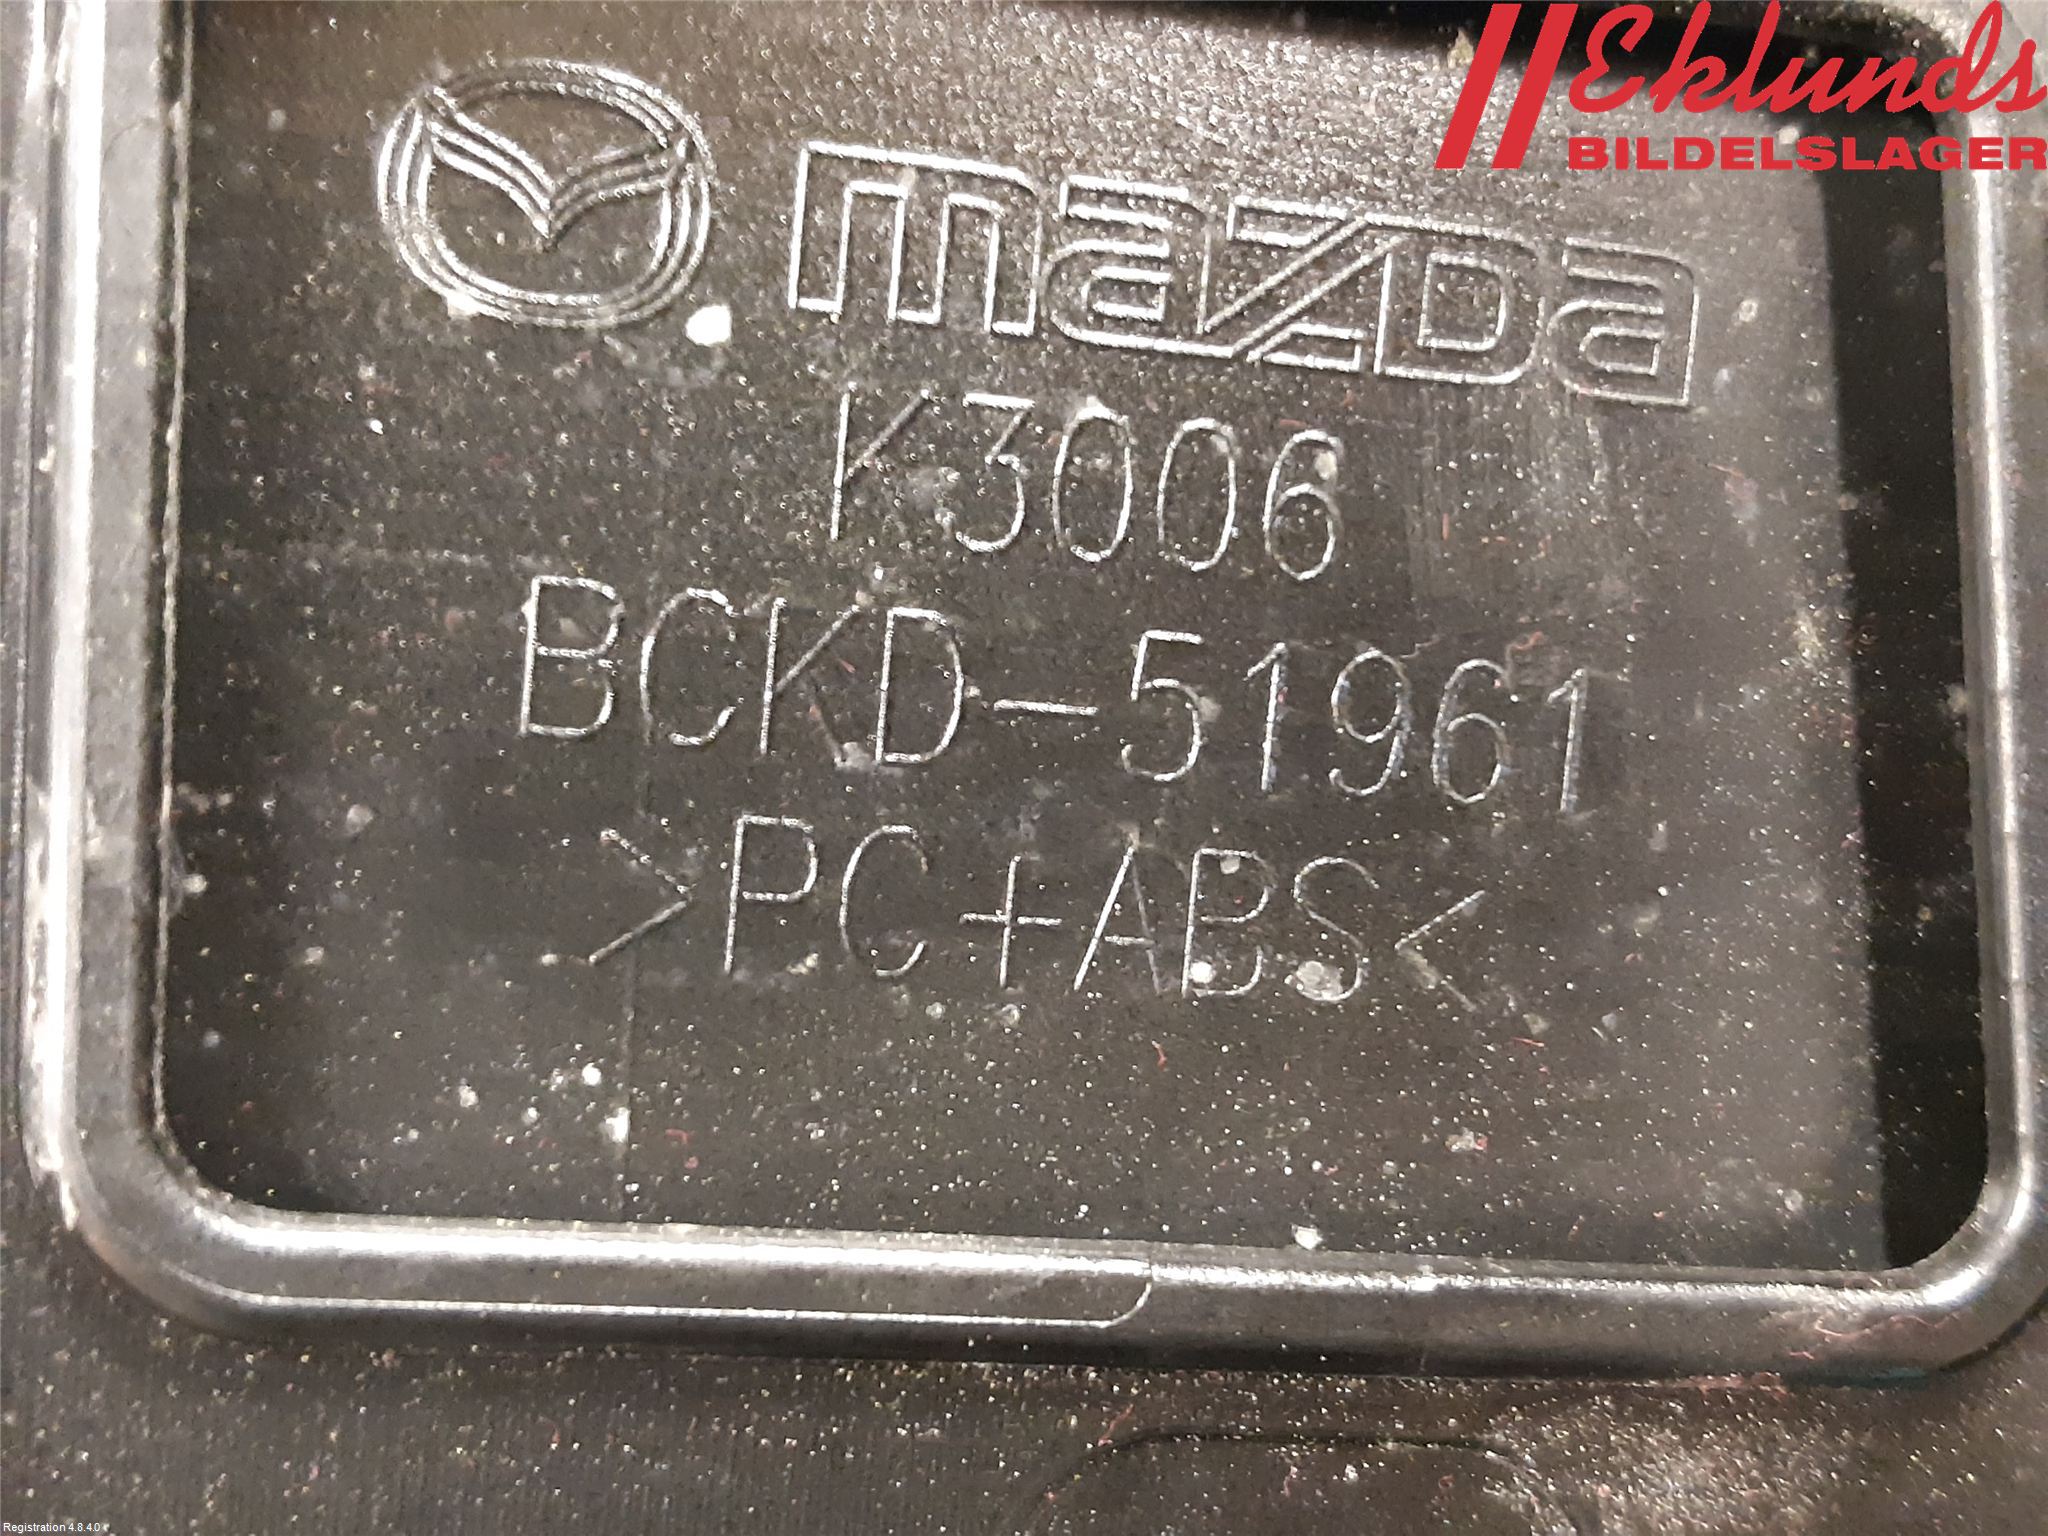 Eklunds
BILDELSLAGER
mazda
K3006
BCKD-51961
>PC+ABS<
Registration 4.8.4.0